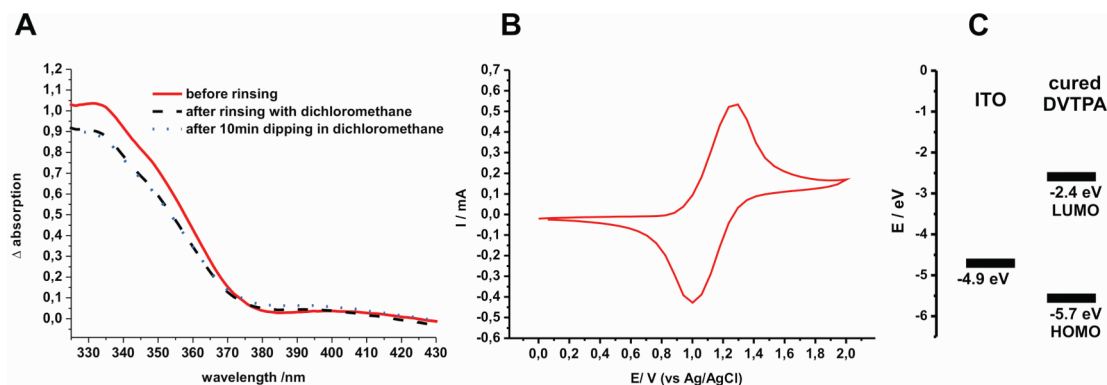 A
1,2
1,1
1,0
0,9
0,8
0,7
0,6
0,5
0,4
0,3
0,2
0,1
0,0
Δ absorption
before rinsing
after rinsing with dichloromethane
after 10min dipping in dichloromethane
330 340 350 360 370 380 390 400 410 420 430
wavelength /nm
B
0,7
0,6
0,5
0,4
0,3
0,2
0,1
0,0
-0,1
-0,2
-0,3
-0,4
-0,5
-0,6
I / mA
0,0 0,2 0,4 0,6 0,8 1,0 1,2 1,4 1,6 1,8 2,0
E/ V (vs Ag/AgCl)
C
0
-1
-2
-3
-4
-5
-6
E / eV
ITO
cured
DVTPA
-2.4 eV
LUMO
-4.9 eV
-5.7 eV
HOMO